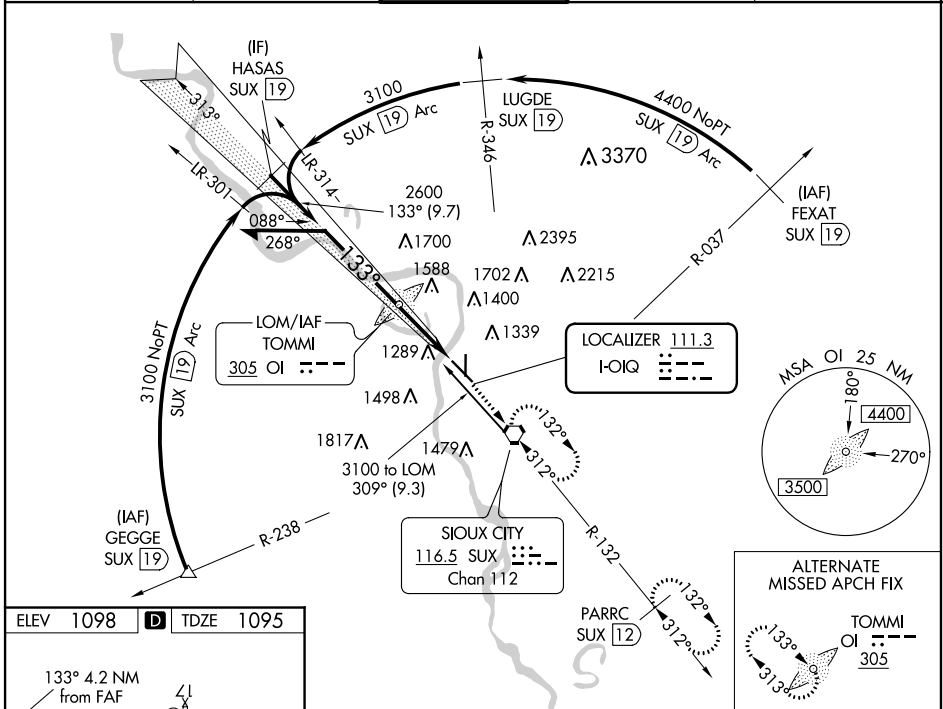 (IF)
HASAS
SUX 19
313°
LR-301
LR-314
3100
SUX 19 Arc
R-346
LUGDE
SUX 19
4400 NoPT
SUX 19 Arc
3370
(IAF)
FEXAT
SUX 19
R-037
2600
133° (9.7)
088°
268°
133°
1700
2395
1588
1702
2215
1400
1339
LOM/IAF
TOMMI
305 OI
1289
LOCALIZER 111.3
I-OIQ
3100 NoPT
SUX 19 Arc
1498
1817
1479
132°
312°
3100 to LOM
309° (9.3)
MSA OI 25 NM
180°
4400
270°
3500
(IAF)
GEGGE
SUX 19
R-238
SIOUX CITY
116.5 SUX
Chan 112
R-132
PARRC
SUX 12
132°
312°
S
ALTERNATE
MISSED APCH FIX
TOMMI
OI
305
133°
313°
ELEV 1098 D TDZE 1095
133° 4.2 NM
from FAF
17